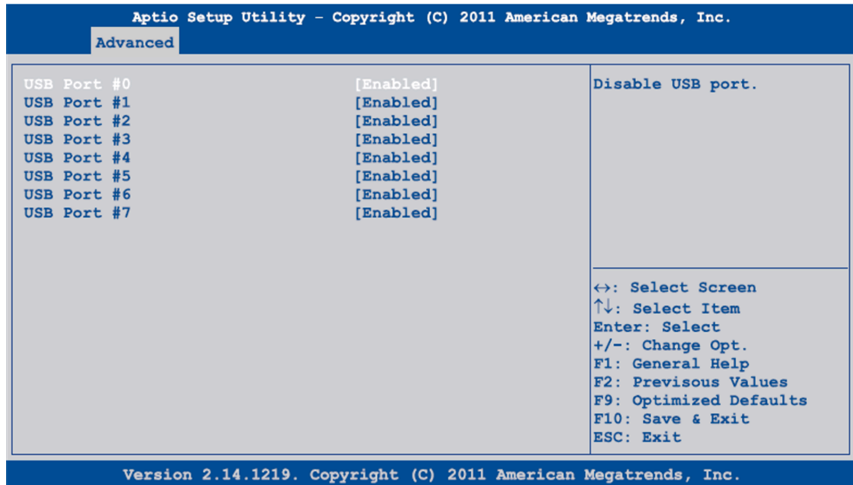 Aptio Setup Utility – Copyright (C) 2011 American Megatrends, Inc.
Advanced
USB Port #0 [Enabled]
USB Port #1 [Enabled]
USB Port #2 [Enabled]
USB Port #3 [Enabled]
USB Port #4 [Enabled]
USB Port #5 [Enabled]
USB Port #6 [Enabled]
USB Port #7 [Enabled]
Disable USB port.
↔: Select Screen
↑↓: Select Item
Enter: Select
+/-: Change Opt.
F1: General Help
F2: Previsous Values
F9: Optimized Defaults
F10: Save & Exit
ESC: Exit
Version 2.14.1219. Copyright (C) 2011 American Megatrends, Inc.